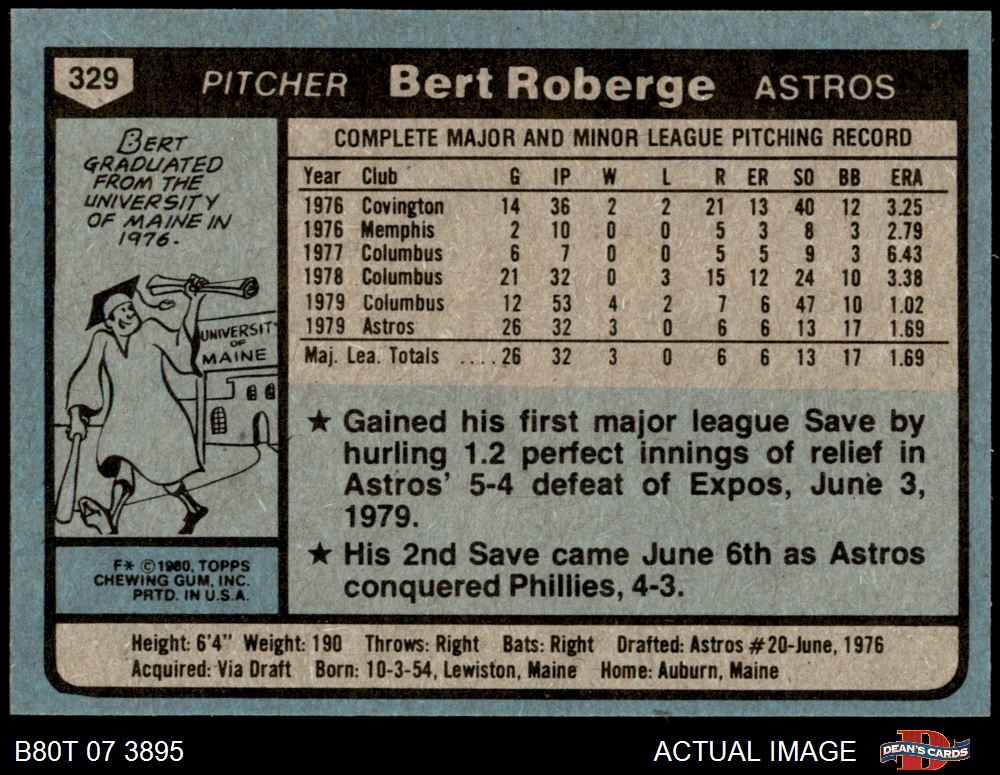 329 PITCHER Bert Roberge ASTROS
BERT
GRADUATED
FROM THE
UNIVERSITY
OF MAINE IN
1976.
UNIVERSITY
OF
MAINE
F* © 1980, TOPPS
CHEWING GUM, INC.
PRTD. IN U.S.A.
COMPLETE MAJOR AND MINOR LEAGUE PITCHING RECORD
Year Club G IP W L R ER SO BB ERA
1976 Covington 14 36 2 2 21 13 40 12 3.25
1976 Memphis 2 10 0 0 5 3 8 3 2.79
1977 Columbus 6 7 0 0 5 5 9 3 6.43
1978 Columbus 21 32 0 3 15 12 24 10 3.38
1979 Columbus 12 53 4 2 7 6 47 10 1.02
1979 Astros 26 32 3 0 6 6 13 17 1.69
Maj. Lea. Totals ....26 32 3 0 6 6 13 17 1.69
★ Gained his first major league Save by
hurling 1.2 perfect innings of relief in
Astros' 5-4 defeat of Expos, June 3,
1979.
★ His 2nd Save came June 6th as Astros
conquered Phillies, 4-3.
Height: 6'4" Weight: 190 Throws: Right Bats: Right Drafted: Astros #20-June, 1976
Acquired: Via Draft Born: 10-3-54, Lewiston, Maine Home: Auburn, Maine
B80T 07 3895 ACTUAL IMAGE DEAN'S CARDS